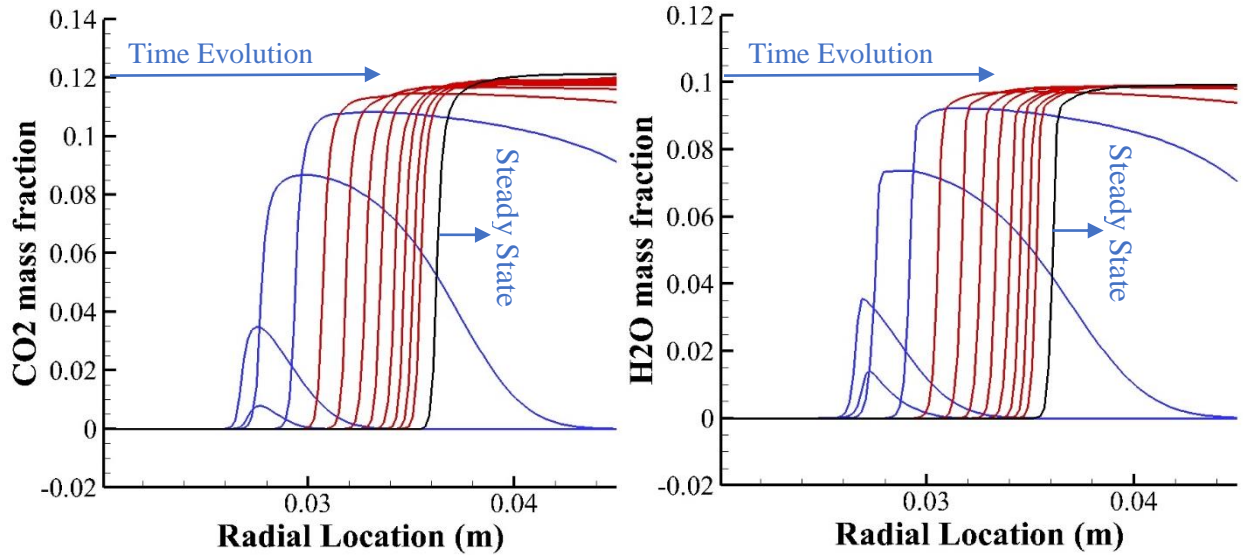 0.14
0.12
0.1
0.08
0.06
0.04
0.02
0
-0.02
CO2 mass fraction
Time Evolution
Steady State
0.03
0.04
Radial Location (m)
0.12
0.1
0.08
0.06
0.04
0.02
0
-0.02
H2O mass fraction
Time Evolution
Steady State
0.03
0.04
Radial Location (m)